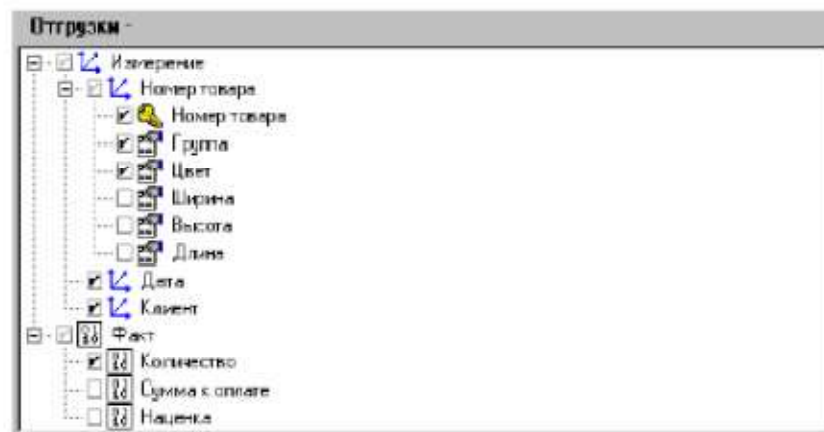 Отгрузки -
Измерение
Номер товара
Номер товара
Группа
Цвет
Ширина
Высота
Длина
Дата
Клиент
Факт
Количество
Сумма к оплате
Наценка